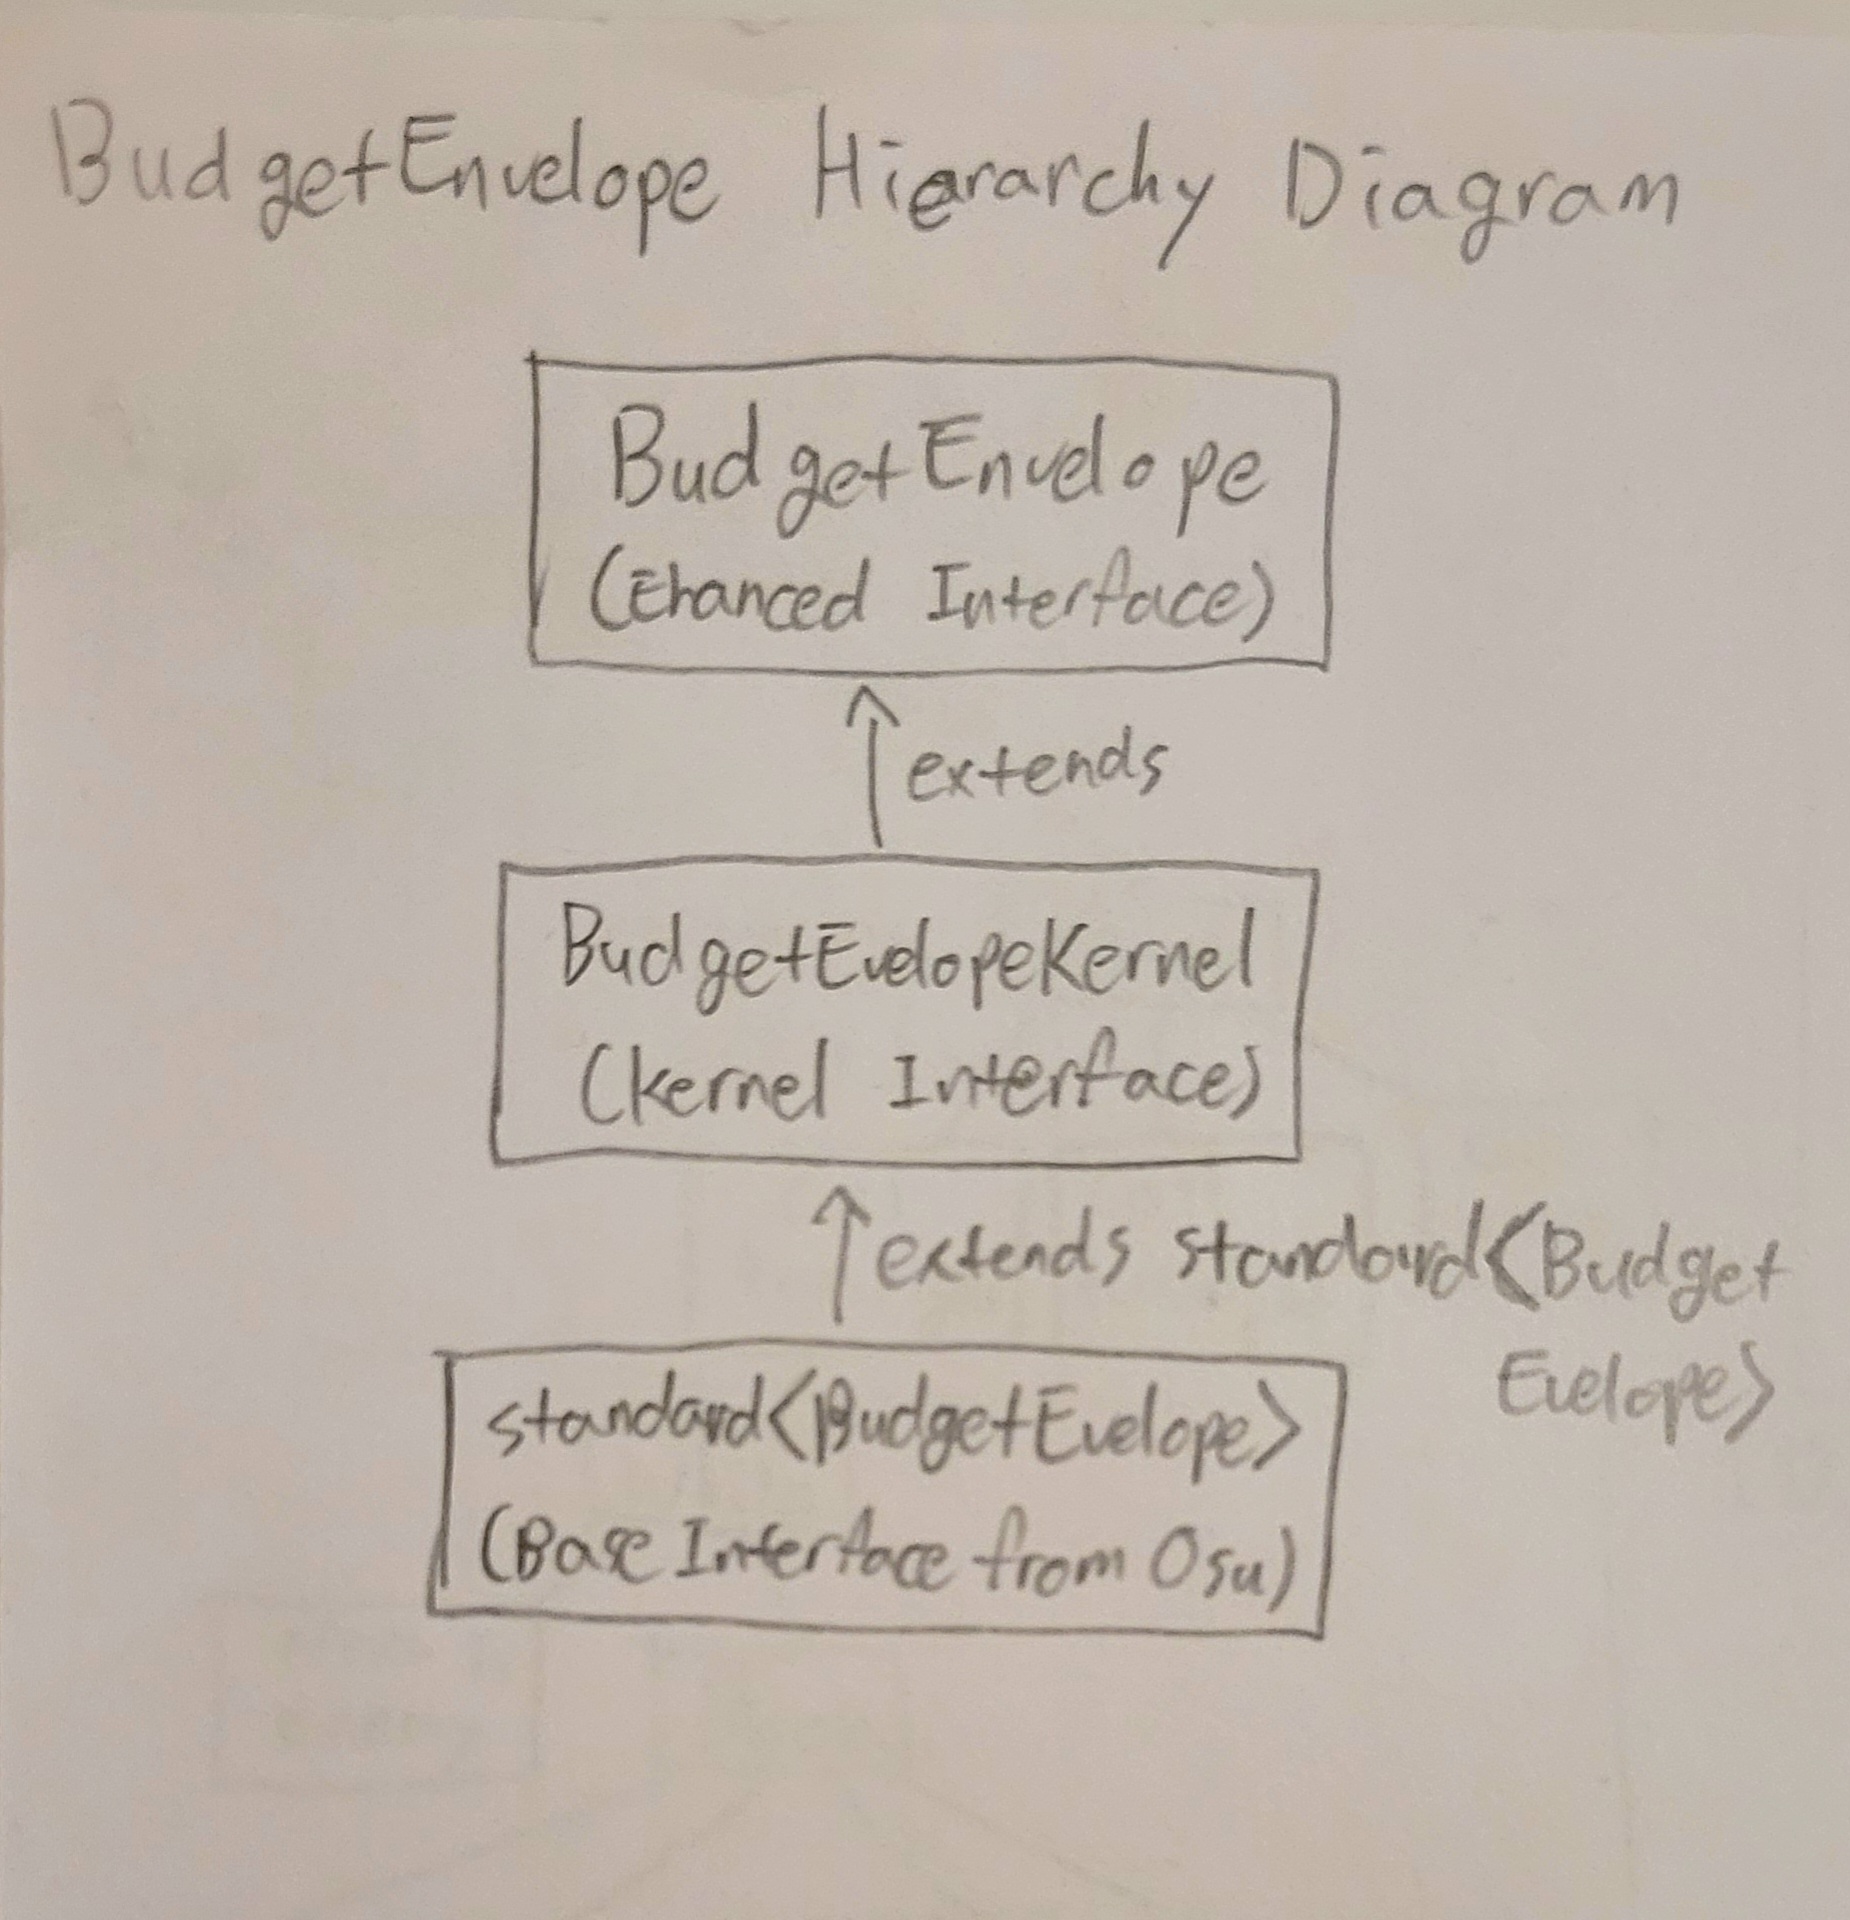 BudgetEnvelope Hierarchy Diagram
BudgetEnvelope
(Ehanced Interface)
extends
BudgetEvelopeKernel
(Kernel Interface)
extends standard<Budget
Evelope>
standard<BudgetEvelope>
(Base Interface from Osu)